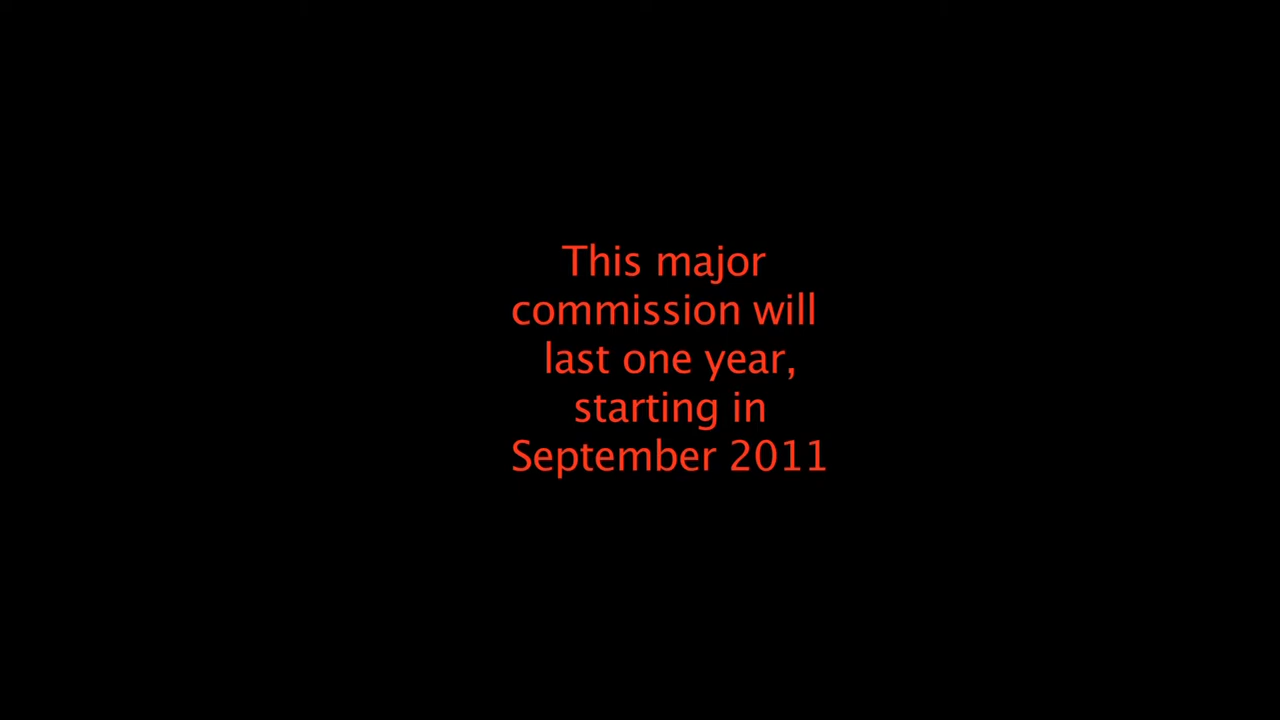 This major
commission will
last one year,
starting in
September 2011